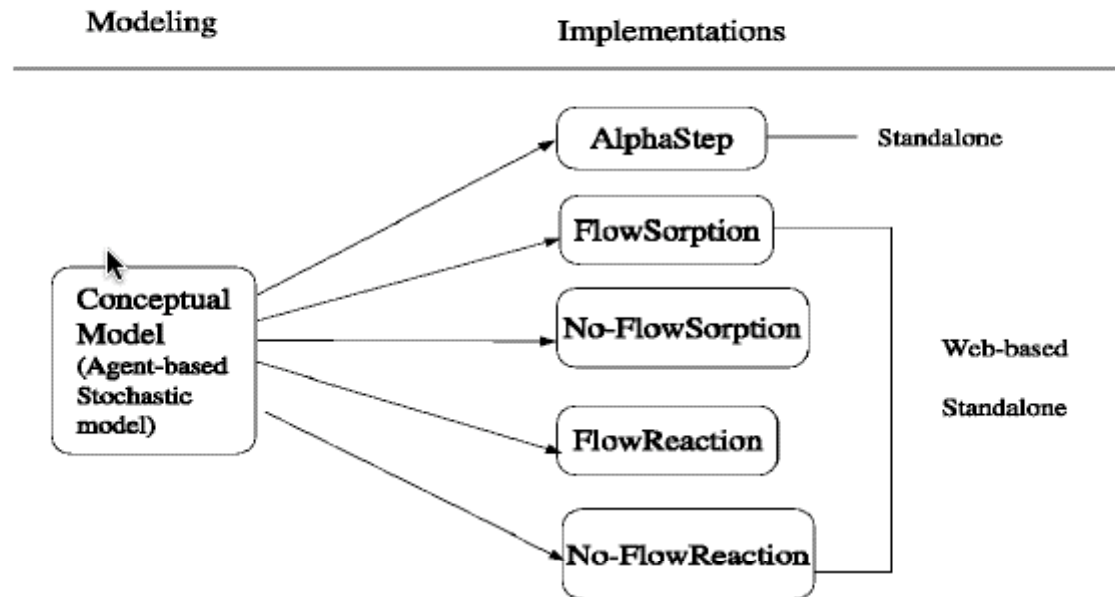 Modeling
Implementations
AlphaStep
Standalone
FlowSorption
Conceptual
Model
(Agent-based
Stochastic
model)
No-FlowSorption
Web-based
Standalone
FlowReaction
No-FlowReaction